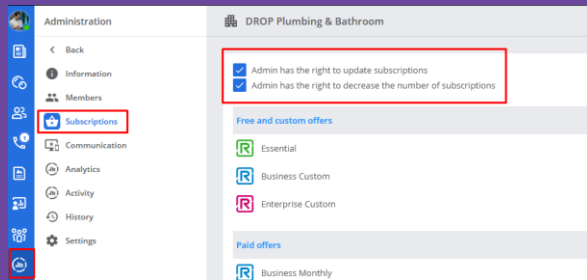 Administration
DROP Plumbing & Bathroom
Back
Information
Members
Subscriptions
Communication
Analytics
Activity
History
Settings
Admin has the right to update subscriptions
Admin has the right to decrease the number of subscriptions
Free and custom offers
Essential
Business Custom
Enterprise Custom
Paid offers
Business Monthly